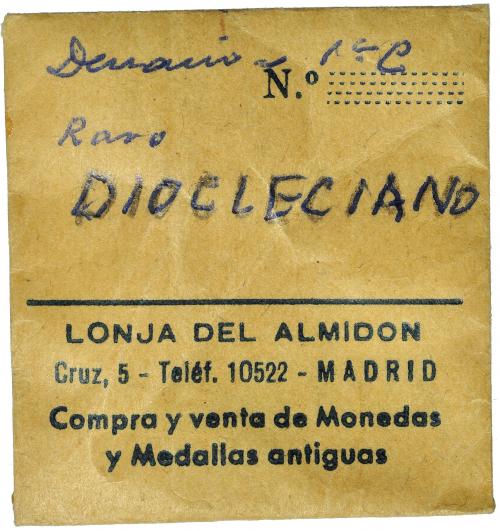 Denario 1ª C
N.º
Raro
DIOCLECIANO
LONJA DEL ALMIDON
Cruz, 5 - Teléf. 10522 - MADRID
Compra y venta de Monedas
y Medallas antiguas